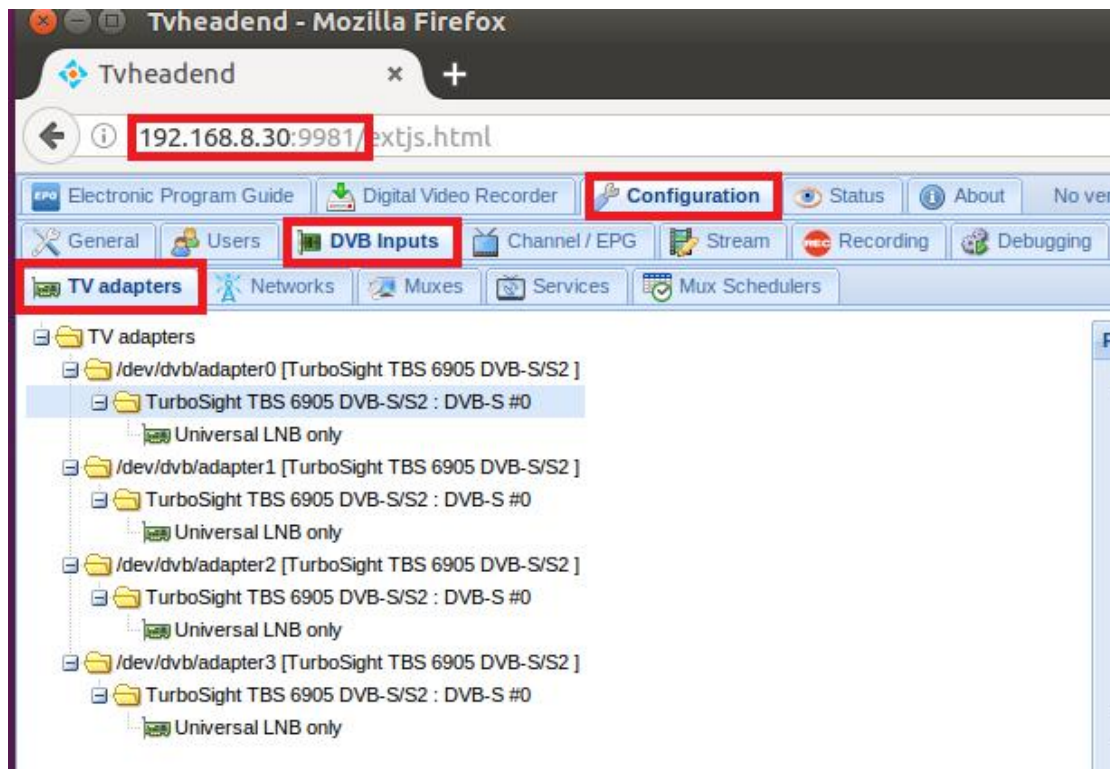 Tvheadend - Mozilla Firefox
Tvheadend × +
192.168.8.30:9981/extjs.html
EPG Electronic Program Guide Digital Video Recorder Configuration Status About No ver
General Users DVB Inputs Channel / EPG Stream REC Recording Debugging
TV adapters Networks Muxes Services Mux Schedulers
TV adapters
/dev/dvb/adapter0 [TurboSight TBS 6905 DVB-S/S2 ]
TurboSight TBS 6905 DVB-S/S2 : DVB-S #0
Universal LNB only
/dev/dvb/adapter1 [TurboSight TBS 6905 DVB-S/S2 ]
TurboSight TBS 6905 DVB-S/S2 : DVB-S #0
Universal LNB only
/dev/dvb/adapter2 [TurboSight TBS 6905 DVB-S/S2 ]
TurboSight TBS 6905 DVB-S/S2 : DVB-S #0
Universal LNB only
/dev/dvb/adapter3 [TurboSight TBS 6905 DVB-S/S2 ]
TurboSight TBS 6905 DVB-S/S2 : DVB-S #0
Universal LNB only